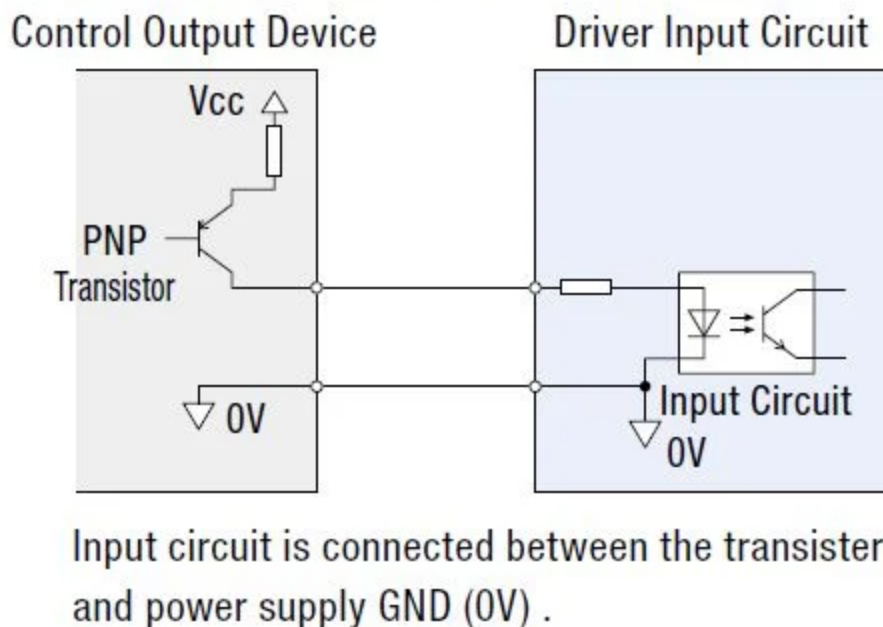 Control Output Device
Driver Input Circuit
Vcc
PNP
Transistor
0V
Input Circuit
0V
Input circuit is connected between the transister
and power supply GND (0V) .